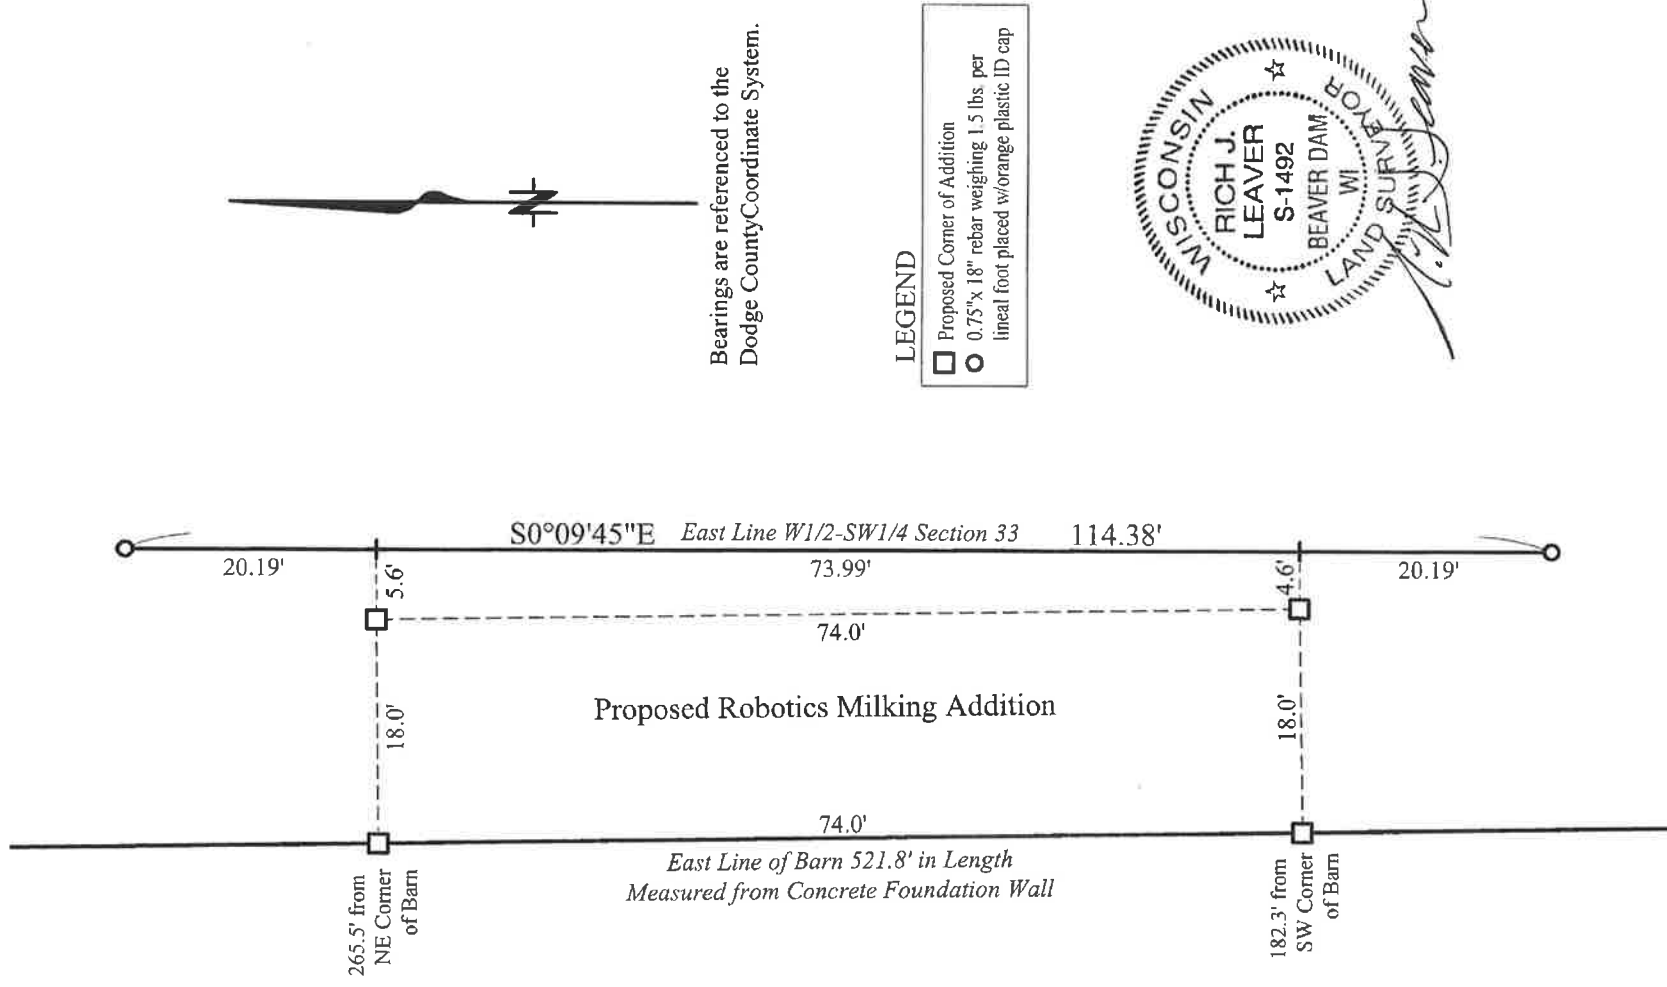 Bearings are referenced to the
Dodge CountyCoordinate System.
LEGEND
Proposed Corner of Addition
0.75"x 18" rebar weighing 1.5 lbs. per
lineal foot placed w/orange plastic ID cap
WISCONSIN
RICH J.
LEAVER
S-1492
BEAVER DAM
WI
LAND SURVEYOR
S0°09'45"E East Line W1/2-SW1/4 Section 33 114.38'
20.19'
73.99'
20.19'
5.6'
4.6'
74.0'
18.0'
Proposed Robotics Milking Addition
18.0'
74.0'
East Line of Barn 521.8' in Length
Measured from Concrete Foundation Wall
265.5' from
NE Corner
of Barn
182.3' from
SW Corner
of Barn